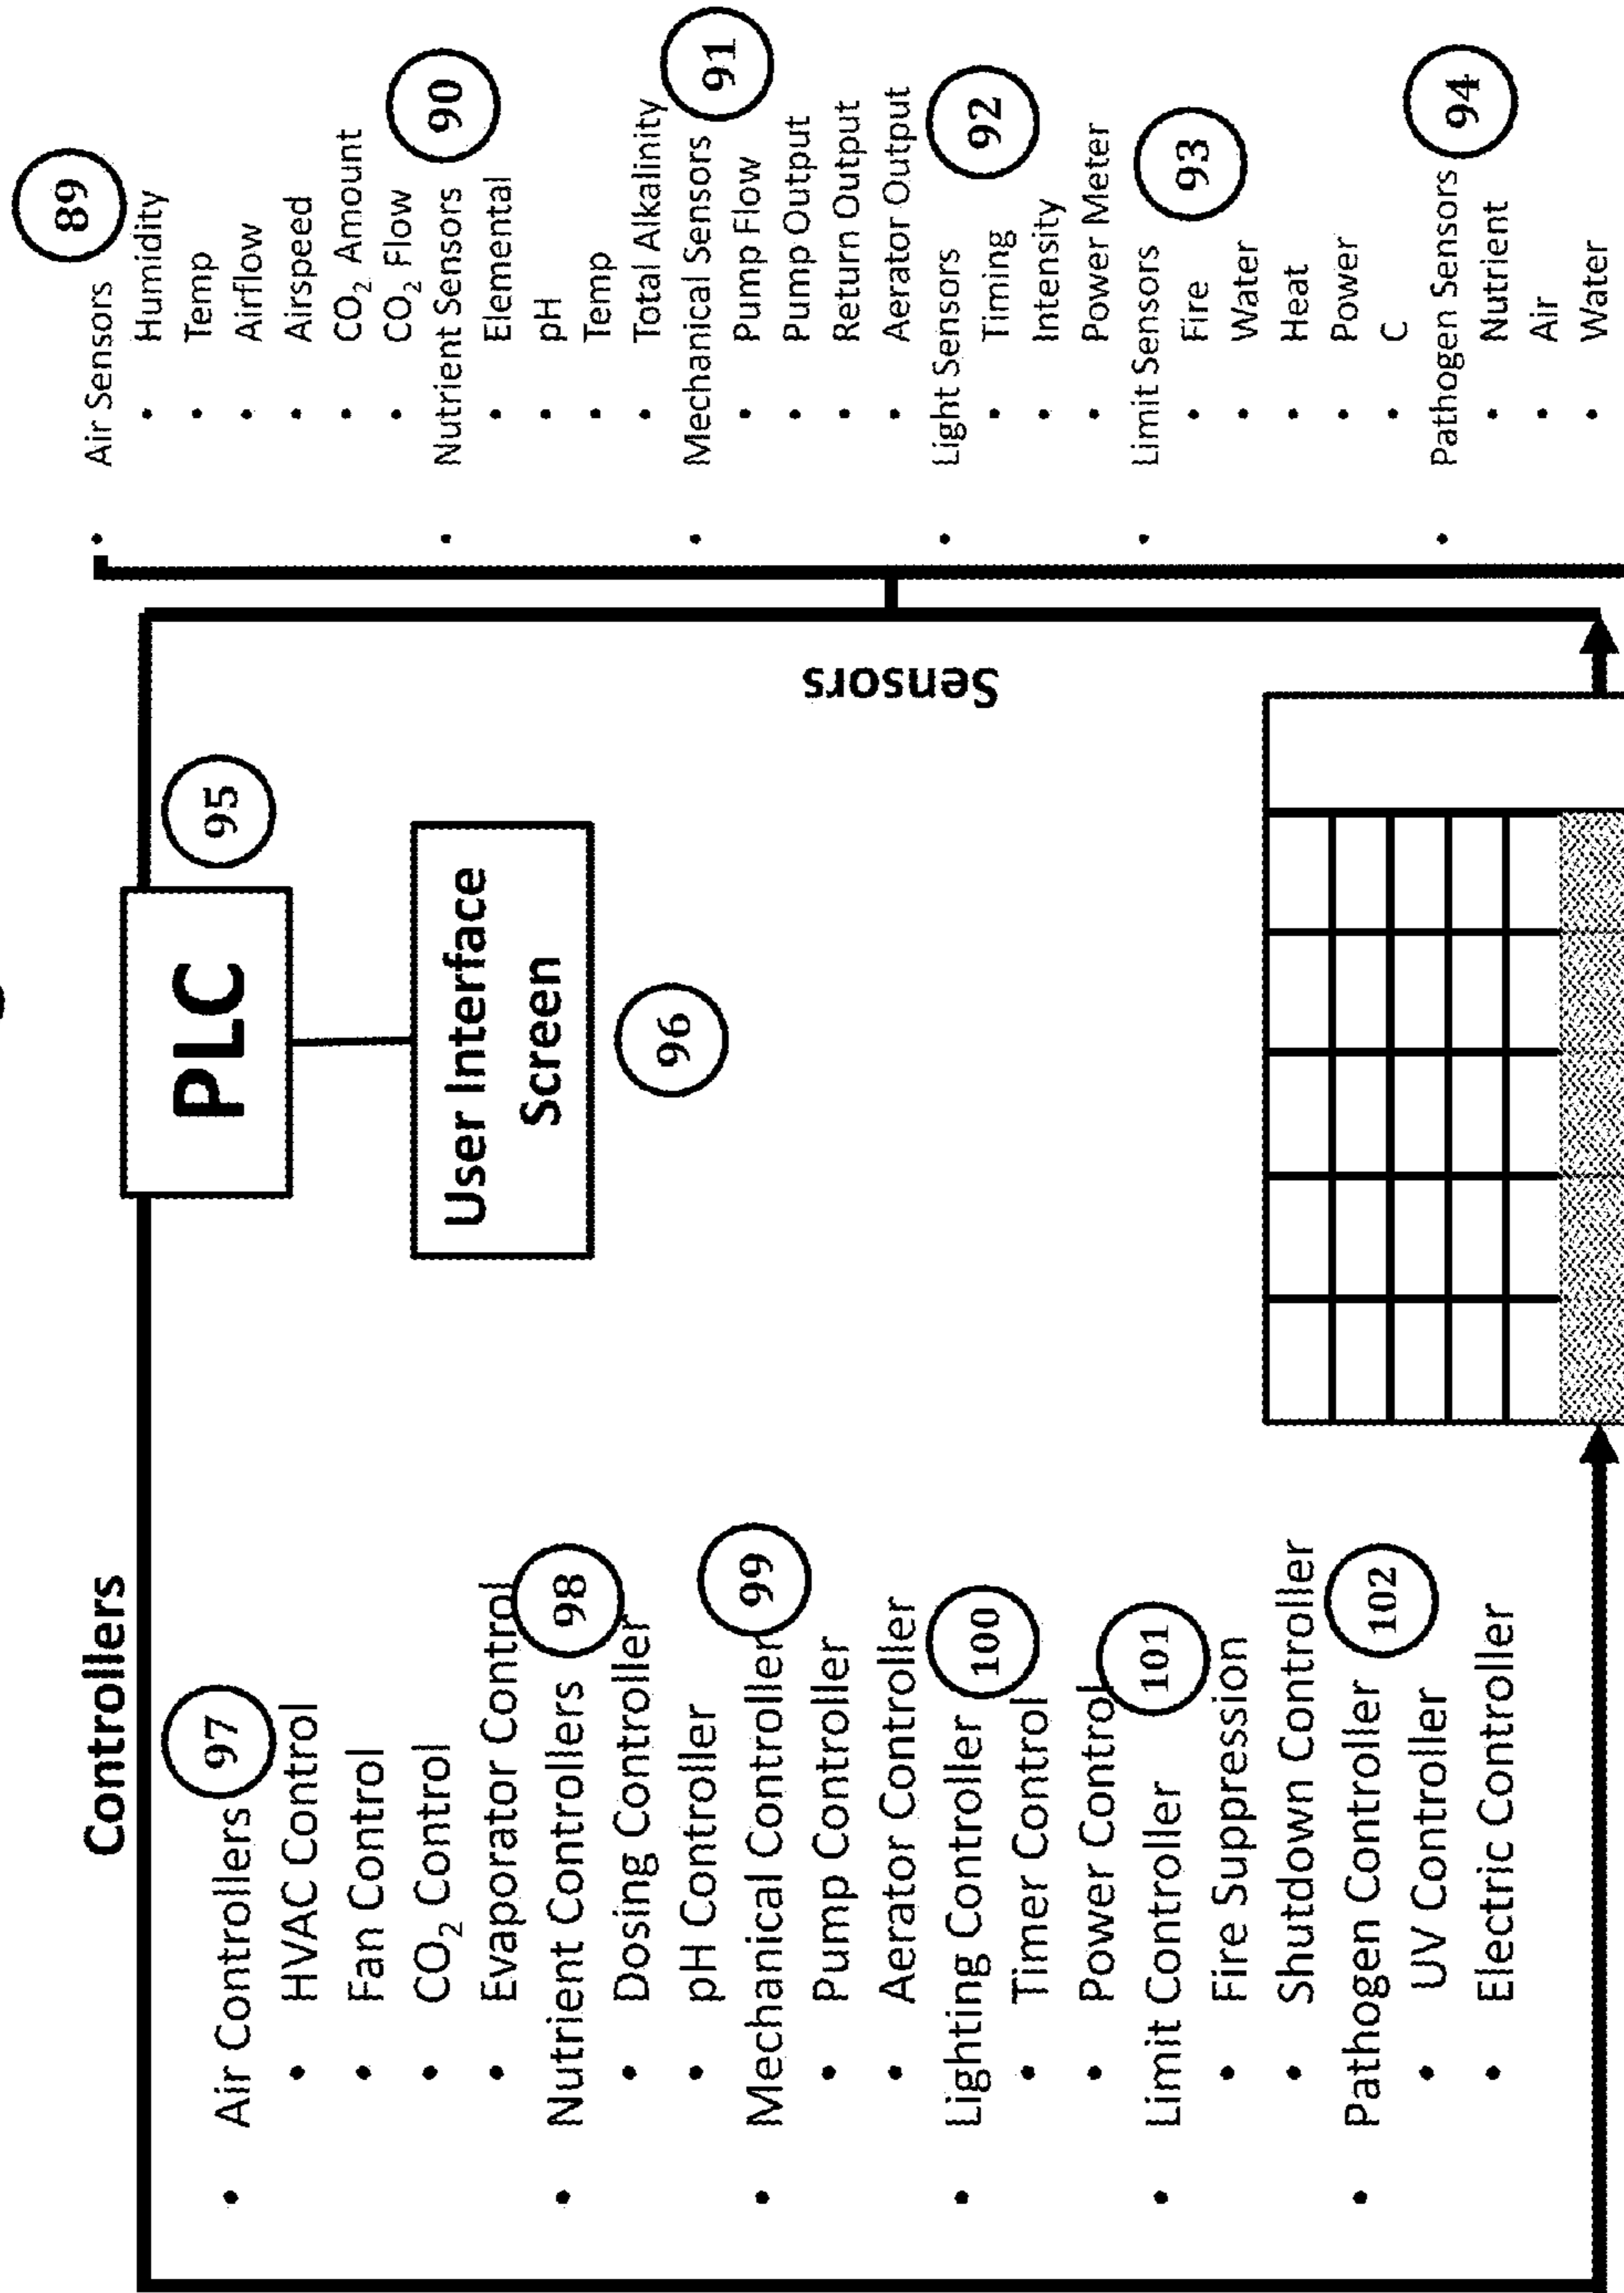 Controllers
• Air Controllers 97
• HVAC Control
• Fan Control
• CO₂ Control
• Evaporator Control
• Nutrient Controllers 98
• Dosing Controller
• pH Controller
• Mechanical Controller 99
• Pump Controller
• Aerator Controller
• Lighting Controller 100
• Timer Control
• Power Control
• Limit Controller 101
• Fire Suppression
• Shutdown Controller
• Pathogen Controller 102
• UV Controller
• Electric Controller
PLC 95
User Interface
Screen
96
Sensors
89
• Air Sensors
• Humidity
• Temp
• Airflow
• Airspeed
• CO₂ Amount
• CO₂ Flow
• Nutrient Sensors 90
• Elemental
• pH
• Temp
• Total Alkalinity
• Mechanical Sensors 91
• Pump Flow
• Pump Output
• Return Output
• Aerator Output
• Light Sensors 92
• Timing
• Intensity
• Power Meter
• Limit Sensors 93
• Fire
• Water
• Heat
• Power
• C
• Pathogen Sensors 94
• Nutrient
• Air
• Water